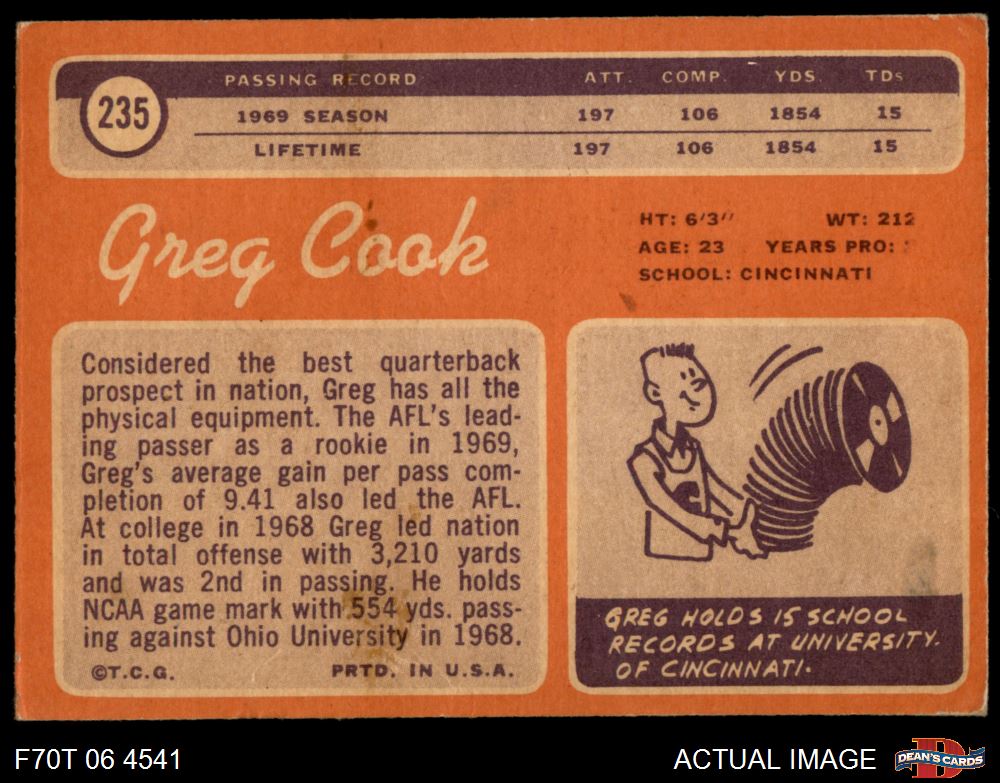 PASSING RECORD ATT. COMP. YDS. TDs
235
1969 SEASON 197 106 1854 15
LIFETIME 197 106 1854 15
Greg Cook
HT: 6'3" WT: 212
AGE: 23 YEARS PRO:
SCHOOL: CINCINNATI
Considered the best quarterback
prospect in nation, Greg has all the
physical equipment. The AFL's lead-
ing passer as a rookie in 1969,
Greg's average gain per pass com-
pletion of 9.41 also led the AFL.
At college in 1968 Greg led nation
in total offense with 3,210 yards
and was 2nd in passing. He holds
NCAA game mark with 554 yds. pass-
ing against Ohio University in 1968.
©T.C.G. PRTD. IN U.S.A.
C
GREG HOLDS 15 SCHOOL
RECORDS AT UNIVERSITY.
OF CINCINNATI.
F70T 06 4541
ACTUAL IMAGE
D
DEAN'S CARDS